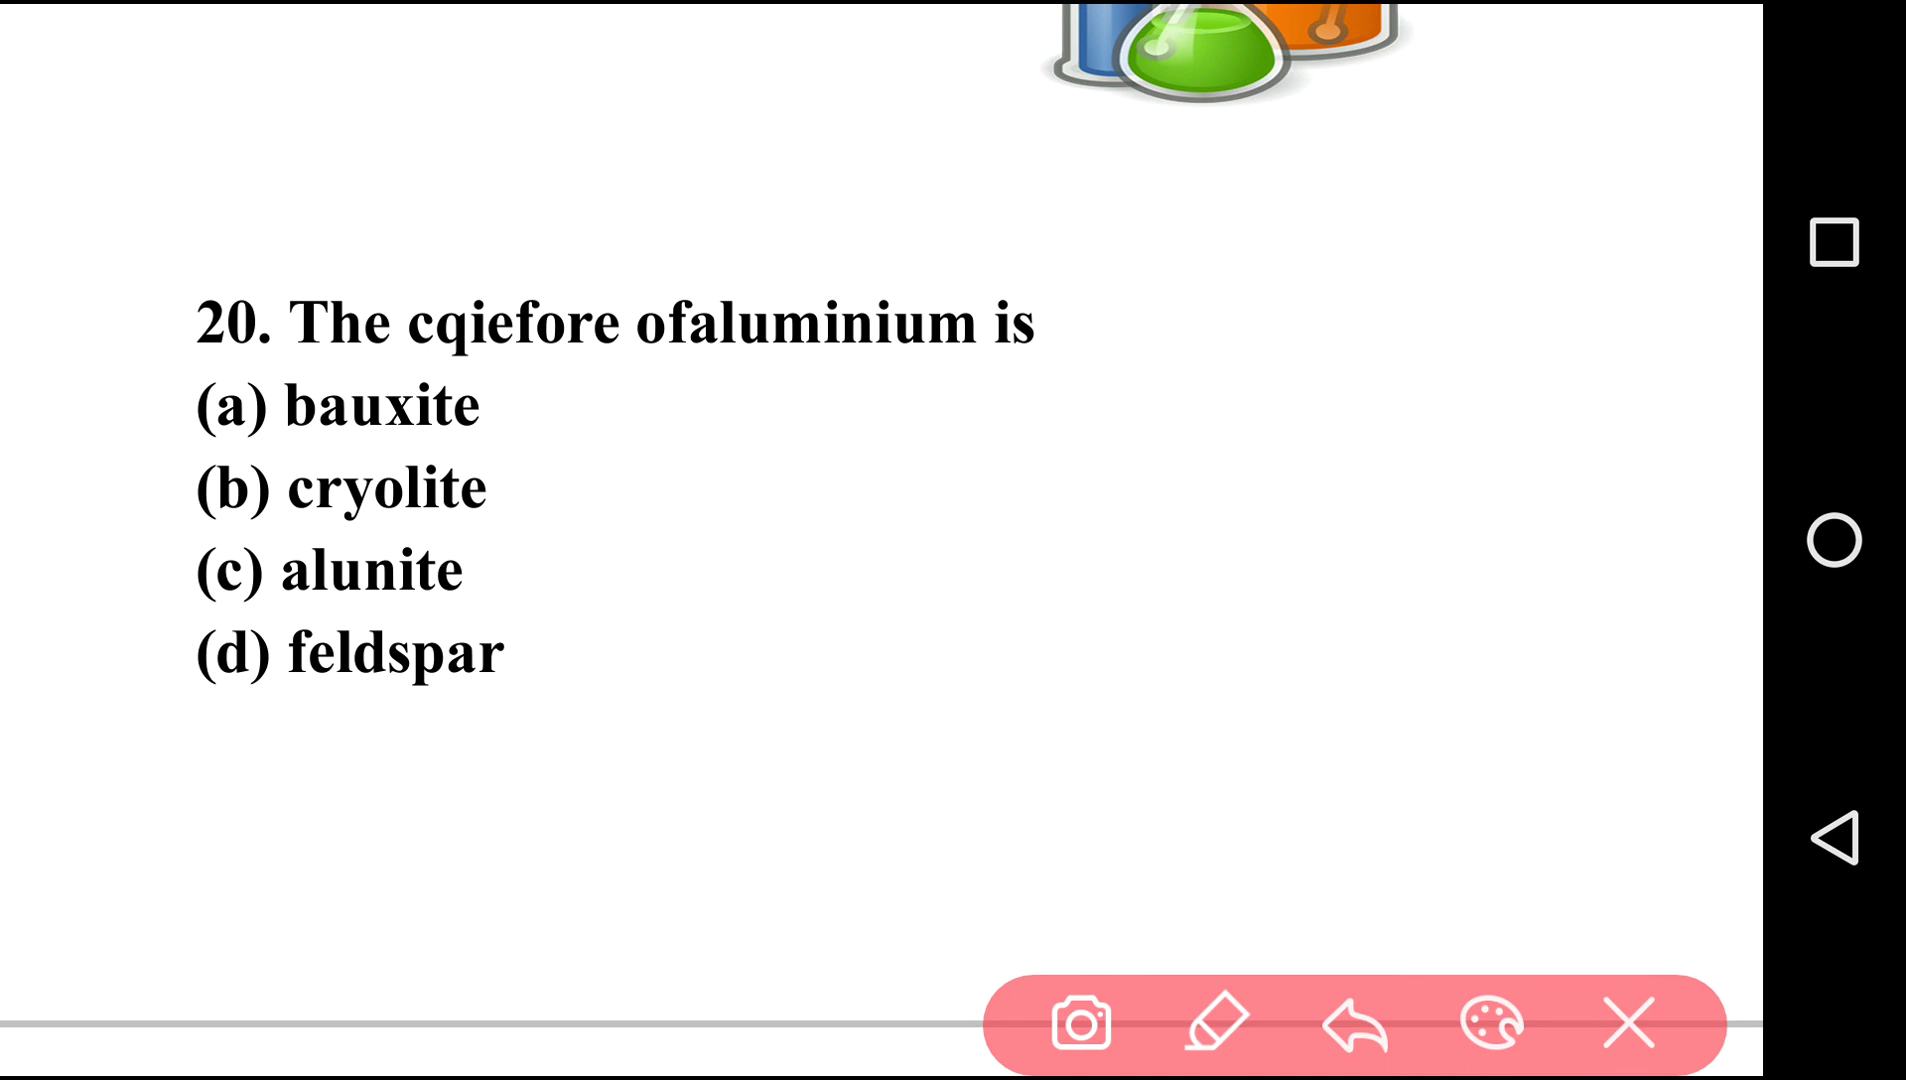 20. The cqiefore ofaluminium is
(a) bauxite
(b) cryolite
(c) alunite
(d) feldspar